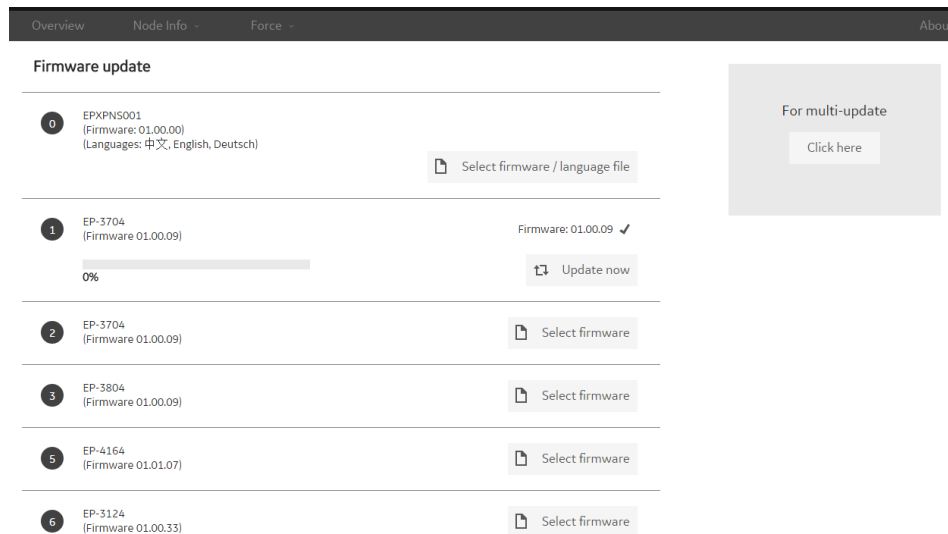 Overview Node Info Force Abou
Firmware update
0 EPXPNS001
(Firmware: 01.00.00)
(Languages: 中文, English, Deutsch)
Select firmware / language file
For multi-update
Click here
1 EP-3704
(Firmware 01.00.09)
Firmware: 01.00.09 ✓
0%
Update now
2 EP-3704
(Firmware 01.00.09)
Select firmware
3 EP-3804
(Firmware 01.00.09)
Select firmware
5 EP-4164
(Firmware 01.01.07)
Select firmware
6 EP-3124
(Firmware 01.00.33)
Select firmware